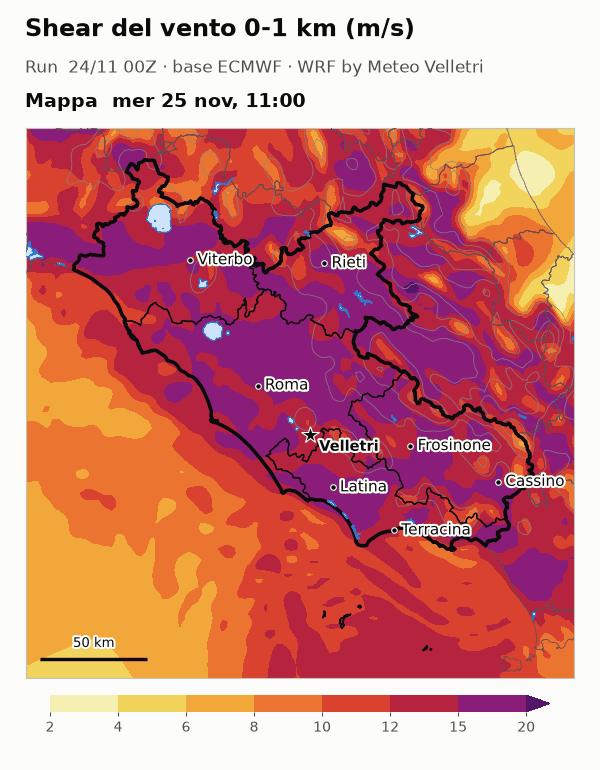 Shear del vento 0-1 km (m/s)
Run  24/11 00Z · base ECMWF · WRF by Meteo Velletri
Mappa  mer 25 nov, 11:00
Viterbo
Rieti
Roma
Velletri
Frosinone
Cassino
Latina
Terracina
50 km
2 4 6 8 10 12 15 20